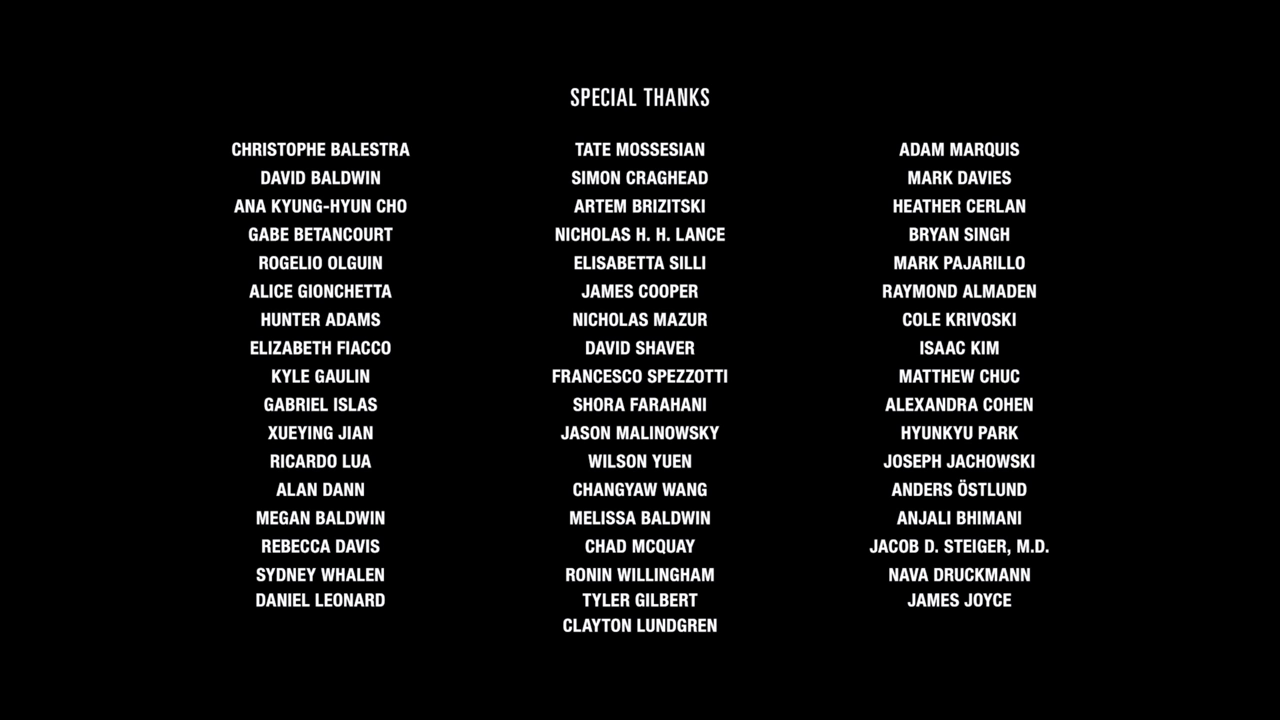 SPECIAL THANKS
CHRISTOPHE BALESTRA
DAVID BALDWIN
ANA KYUNG-HYUN CHO
GABE BETANCOURT
ROGELIO OLGUIN
ALICE GIONCHETTA
HUNTER ADAMS
ELIZABETH FIACCO
KYLE GAULIN
GABRIEL ISLAS
XUEYING JIAN
RICARDO LUA
ALAN DANN
MEGAN BALDWIN
REBECCA DAVIS
SYDNEY WHALEN
DANIEL LEONARD
TATE MOSSESIAN
SIMON CRAGHEAD
ARTEM BRIZITSKI
NICHOLAS H. H. LANCE
ELISABETTA SILLI
JAMES COOPER
NICHOLAS MAZUR
DAVID SHAVER
FRANCESCO SPEZZOTTI
SHORA FARAHANI
JASON MALINOWSKY
WILSON YUEN
CHANGYAW WANG
MELISSA BALDWIN
CHAD MCQUAY
RONIN WILLINGHAM
TYLER GILBERT
CLAYTON LUNDGREN
ADAM MARQUIS
MARK DAVIES
HEATHER CERLAN
BRYAN SINGH
MARK PAJARILLO
RAYMOND ALMADEN
COLE KRIVOSKI
ISAAC KIM
MATTHEW CHUC
ALEXANDRA COHEN
HYUNKYU PARK
JOSEPH JACHOWSKI
ANDERS ÖSTLUND
ANJALI BHIMANI
JACOB D. STEIGER, M.D.
NAVA DRUCKMANN
JAMES JOYCE